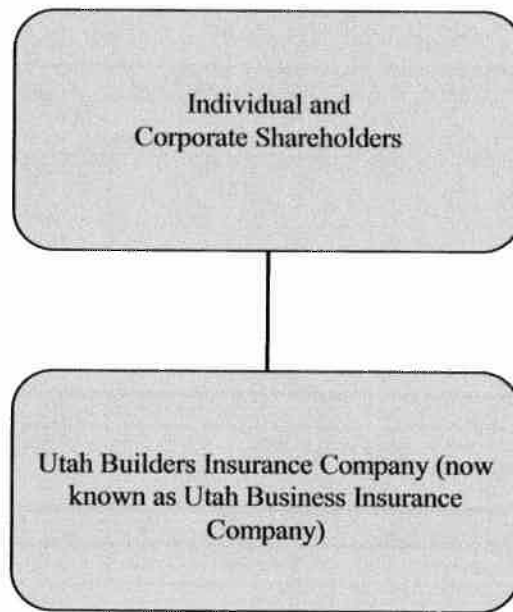 Individual and
Corporate Shareholders
Utah Builders Insurance Company (now
known as Utah Business Insurance
Company)